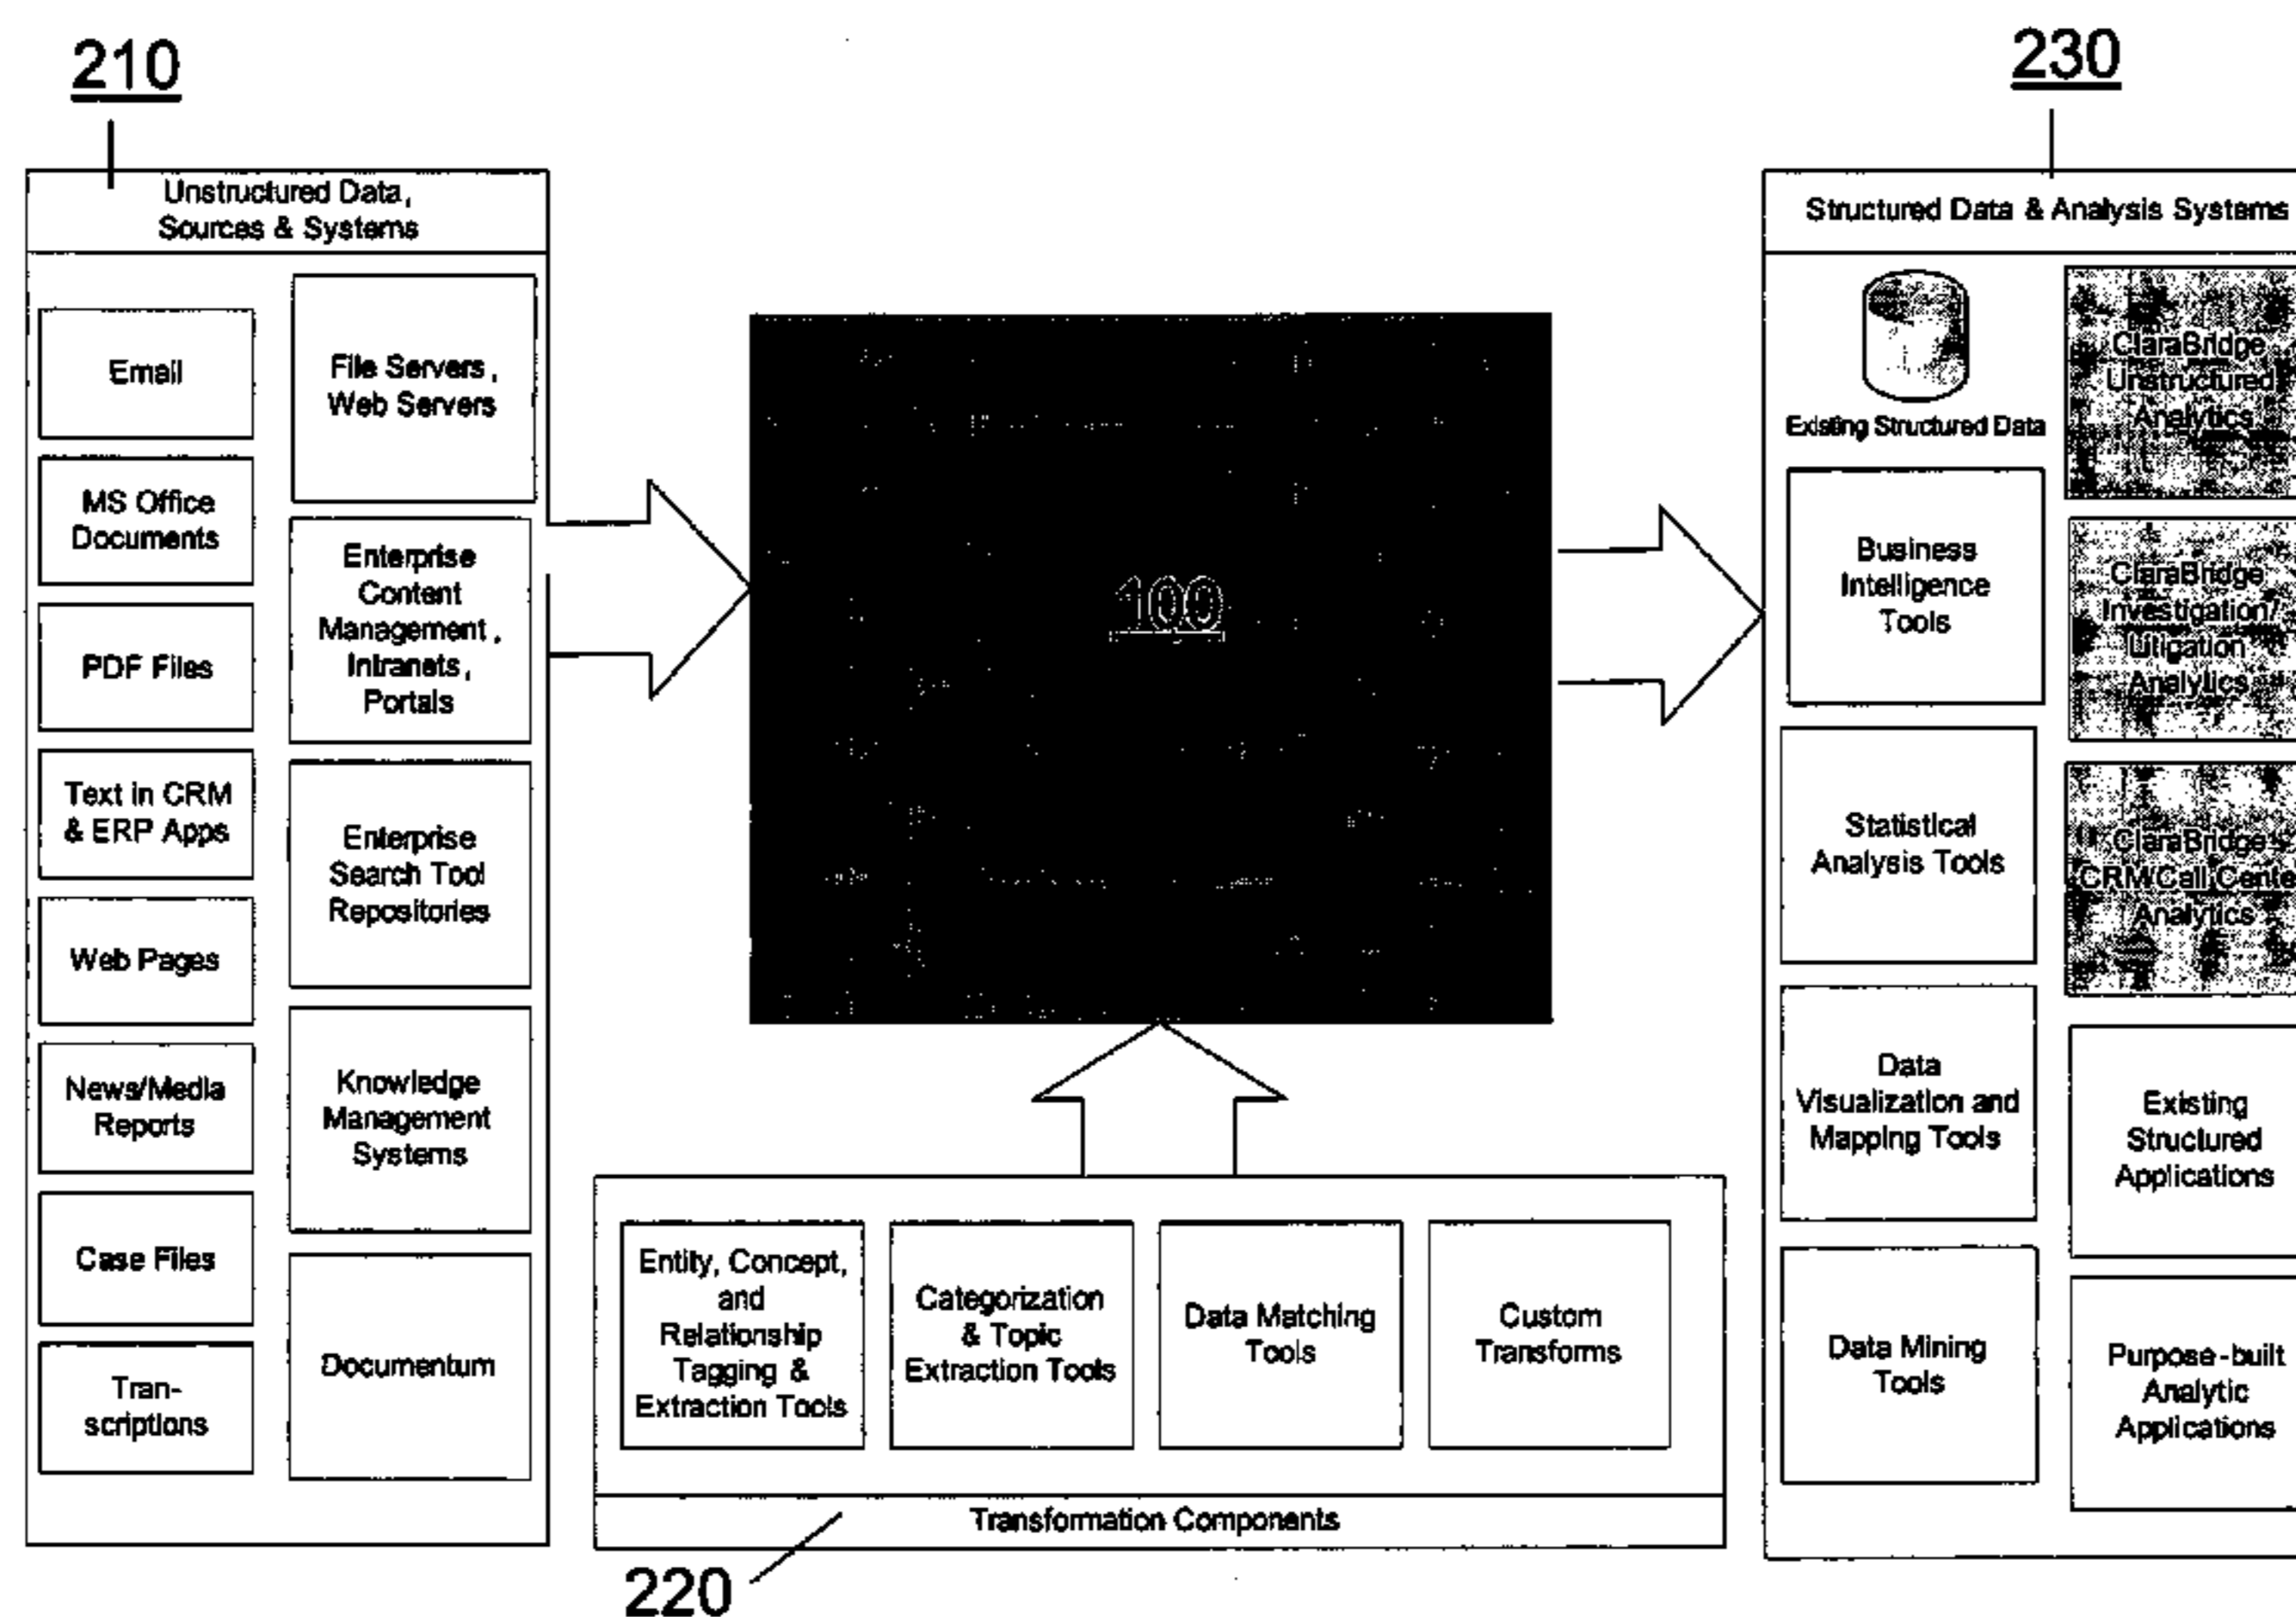 210
Unstructured Data,
Sources & Systems
Email
MS Office
Documents
PDF Files
Text in CRM
& ERP Apps
Web Pages
News/Media
Reports
Case Files
Tran-
scriptions
File Servers,
Web Servers
Enterprise
Content
Management,
Intranets,
Portals
Enterprise
Search Tool
Repositories
Knowledge
Management
Systems
Documentum
100
Entity, Concept,
and
Relationship
Tagging &
Extraction Tools
Categorization
& Topic
Extraction Tools
Data Matching
Tools
Custom
Transforms
Transformation Components
220
230
Structured Data & Analysis Systems
Existing Structured Data
Business
Intelligence
Tools
Statistical
Analysis Tools
Data
Visualization and
Mapping Tools
Data Mining
Tools
ClaraBridge
Unstructured
Analytics
ClaraBridge
Investigation/
Litigation
Analytics
ClaraBridge
CRM/Call Cente
Analytics
Existing
Structured
Applications
Purpose-built
Analytic
Applications